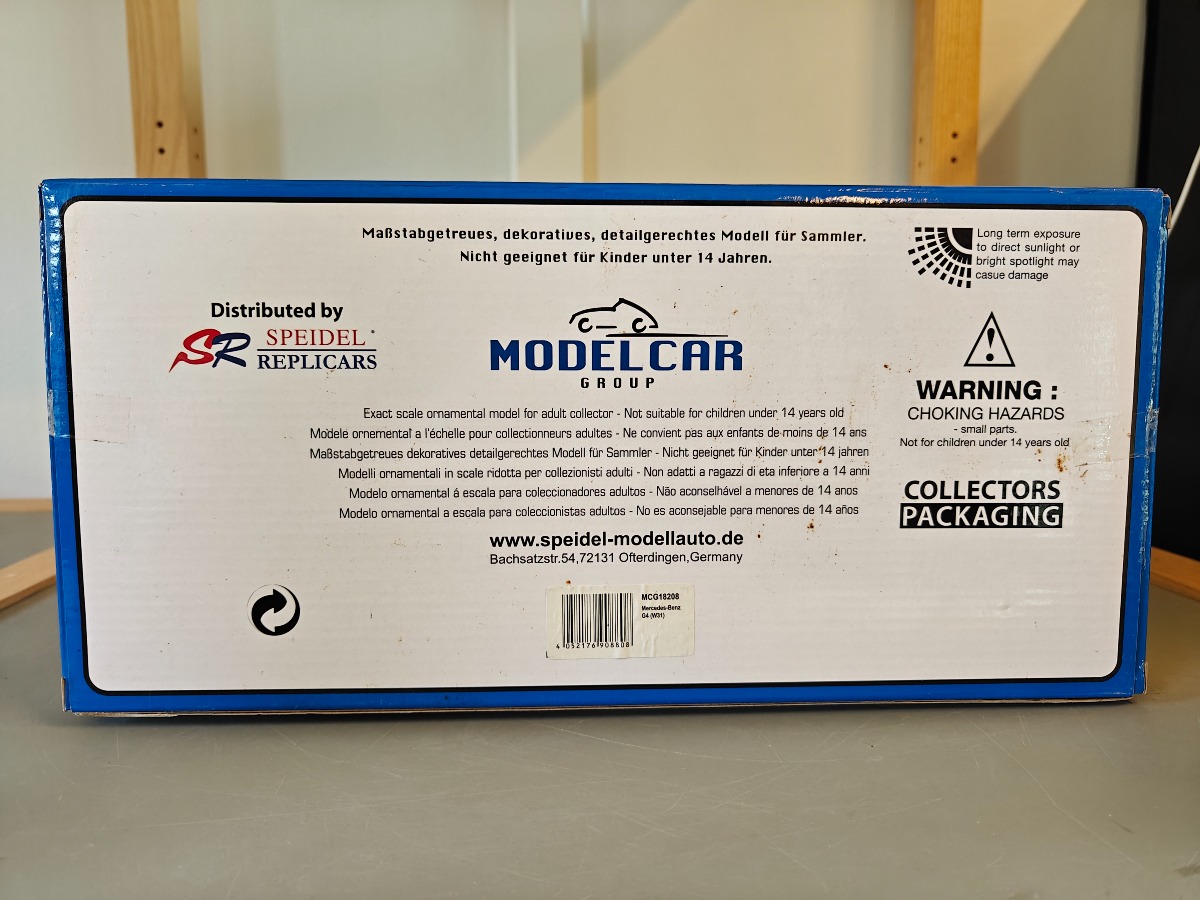 Maßstabgetreues, dekoratives, detailgerechtes Modell für Sammler.
Nicht geeignet für Kinder unter 14 Jahren.
Long term exposure
to direct sunlight or
bright spotlight may
casue damage
Distributed by
SR SPEIDEL
REPLICARS
MODELCAR
GROUP
WARNING :
CHOKING HAZARDS
- small parts.
Not for children under 14 years old
Exact scale ornamental model for adult collector - Not suitable for children under 14 years old
Modèle ornemental a l'échelle pour collectionneurs adultes - Ne convient pas aux enfants de moins de 14 ans
Maßstabgetreues dekoratives detailgerechtes Modell für Sammler - Nicht geeignet für Kinder unter 14 jahren
Modelli ornamentali in scale ridotta per collezionisti adulti - Non adatti a ragazzi di eta inferiore a 14 anni
Modelo ornamental á escala para coleccionadores adultos - Não aconselhável a menores de 14 anos
Modelo ornamental a escala para coleccionistas adultos - No es aconsejable para menores de 14 años
COLLECTORS
PACKAGING
www.speidel-modellauto.de
Bachsatzstr.54,72131 Ofterdingen,Germany
MCG18208
Mercedes-Benz
G4 (W31)
4 052176 908808